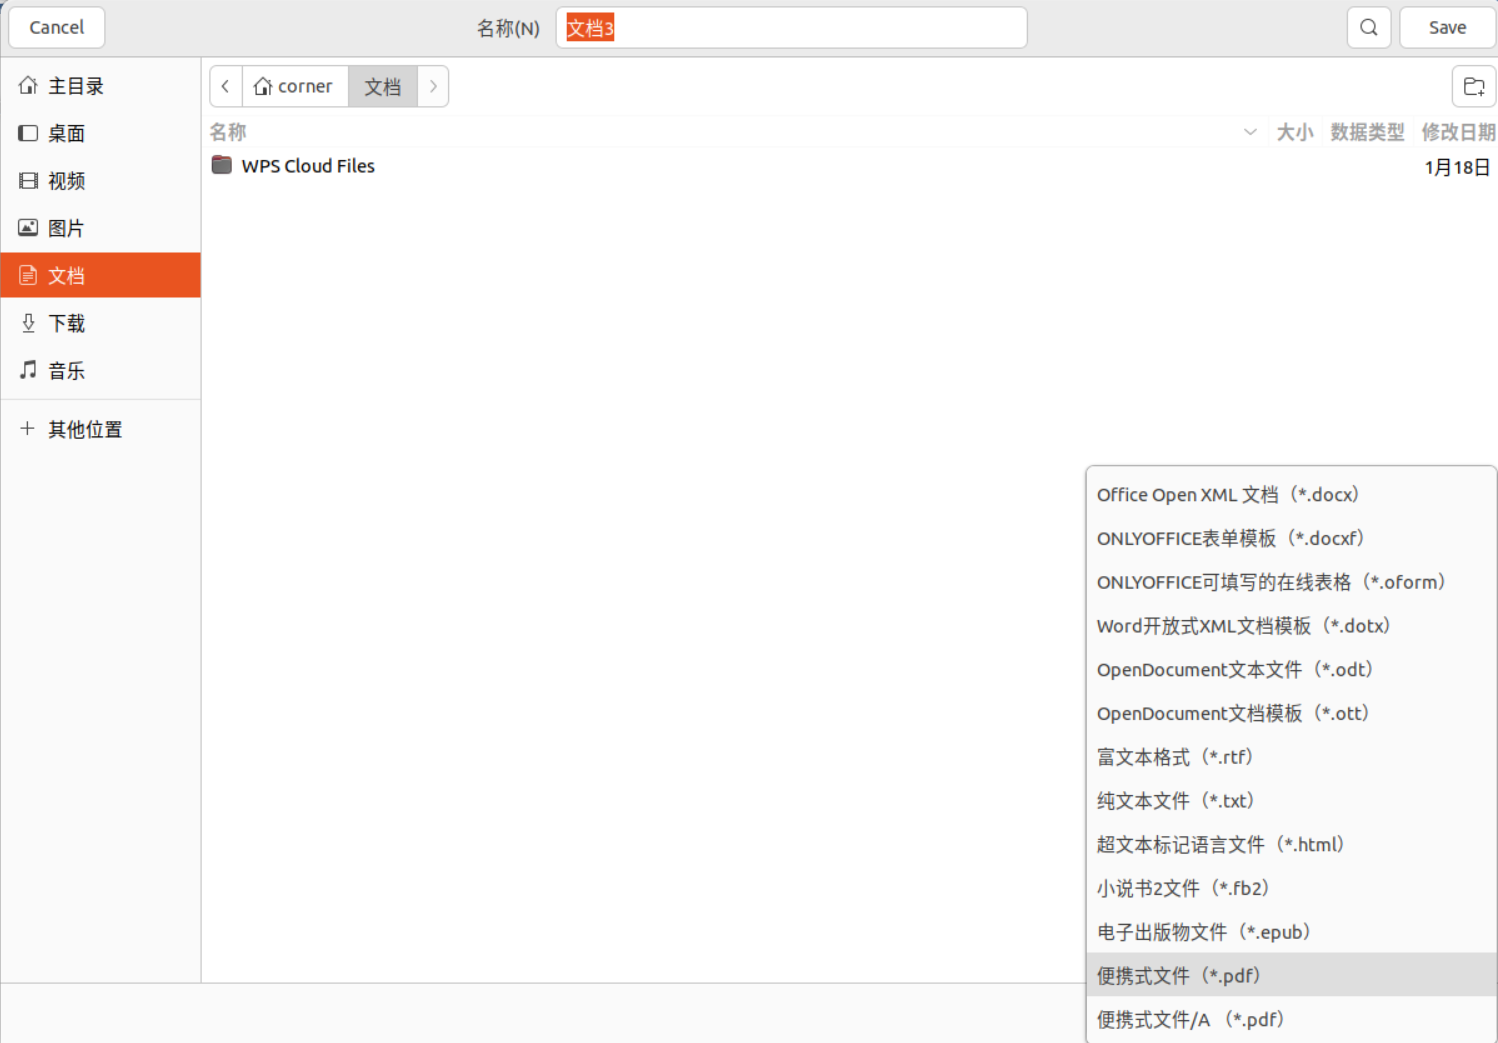 Cancel
名称(N)
文档3
Save
主目录
桌面
视频
图片
文档
下载
音乐
其他位置
corner
文档
名称 大小 数据类型 修改日期
WPS Cloud Files 1月18日
Office Open XML 文档（*.docx）
ONLYOFFICE表单模板（*.docxf）
ONLYOFFICE可填写的在线表格（*.oform）
Word开放式XML文档模板（*.dotx）
OpenDocument文本文件（*.odt）
OpenDocument文档模板（*.ott）
富文本格式（*.rtf）
纯文本文件（*.txt）
超文本标记语言文件（*.html）
小说书2文件（*.fb2）
电子出版物文件（*.epub）
便携式文件（*.pdf）
便携式文件/A （*.pdf）